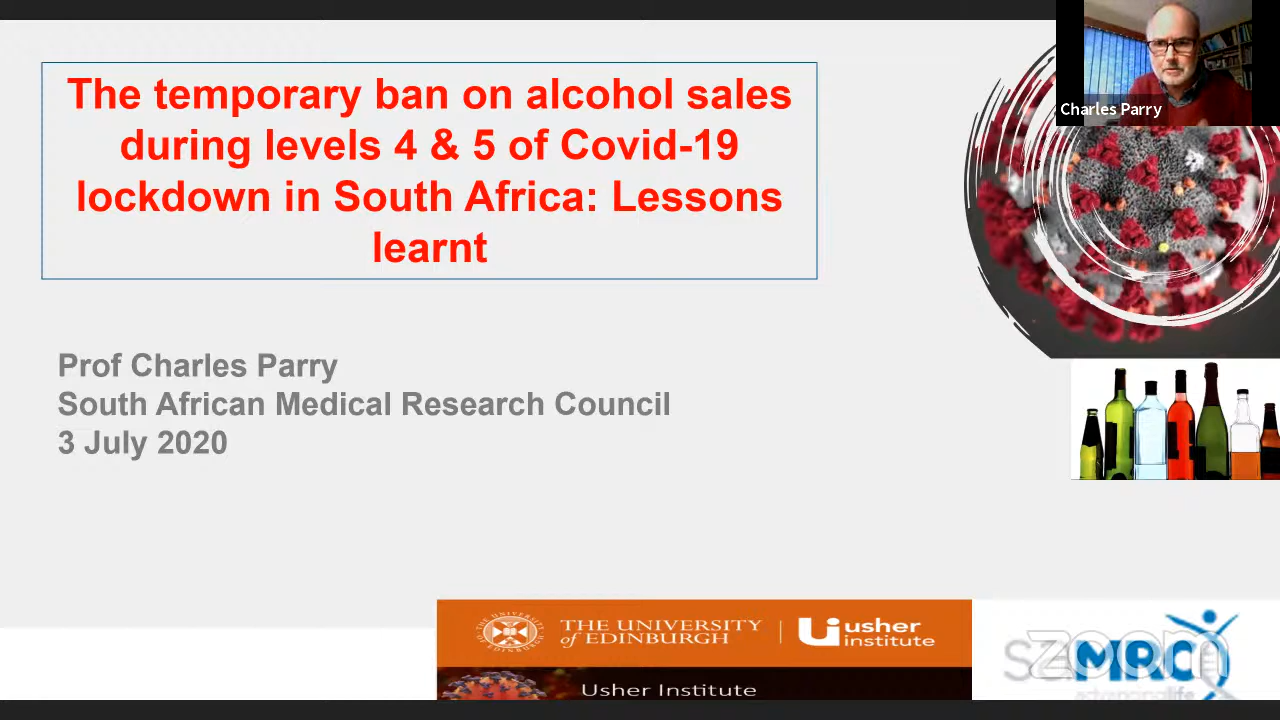 The temporary ban on alcohol sales
during levels 4 & 5 of Covid-19
lockdown in South Africa: Lessons
learnt
Charles Parry
Prof Charles Parry
South African Medical Research Council
3 July 2020
THE UNIVERSITY
of EDINBURGH
usher
institute
Usher Institute
zoom
MRC